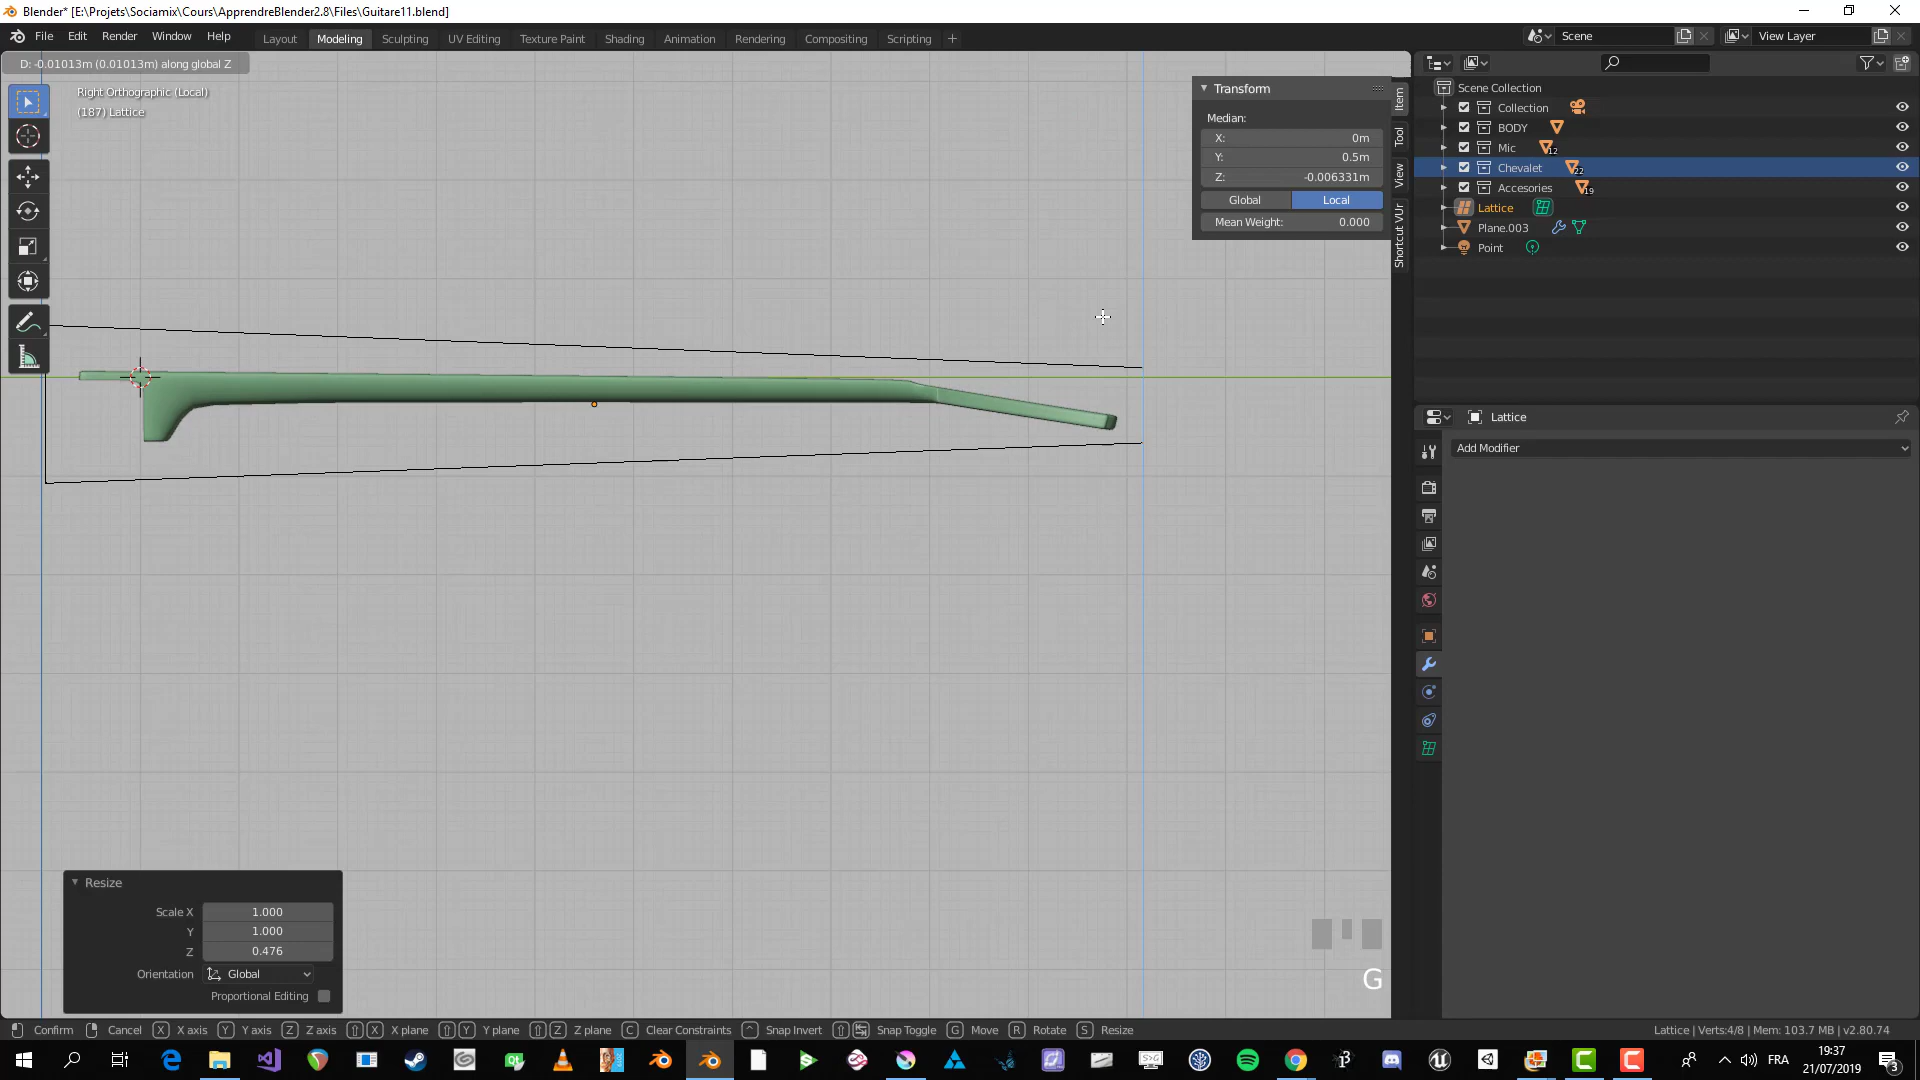 Blender* [E:\Projets\Sociamix\Cours\ApprendreBlender2.8\Files\Guitare11.blend]
File Edit Render Window Help Layout Modeling Sculpting UV Editing Texture Paint Shading Animation Rendering Compositing Scripting + Scene View Layer
D: -0.01013m (0.01013m) along global Z
Right Orthographic (Local)
(187) Lattice
Transform
Median:
X: 0m
Y: 0.5m
Z: -0.006331m
Global Local
Mean Weight: 0.000
Item
Tool
View
Shortcut VUr
Scene Collection
Collection
BODY
Mic 12
Chevalet 22
Accesories 19
Lattice
Plane.003
Point
Lattice
Add Modifier
Resize
Scale X 1.000
Y 1.000
Z 0.476
Orientation Global
Proportional Editing
G
Confirm Cancel X X axis Y Y axis Z Z axis X X plane Y Y plane Z Z plane C Clear Constraints Snap Invert Snap Toggle G Move R Rotate S Resize Lattice | Verts:4/8 | Mem: 103.7 MB | v2.80.74
FRA
19:37
21/07/2019
3